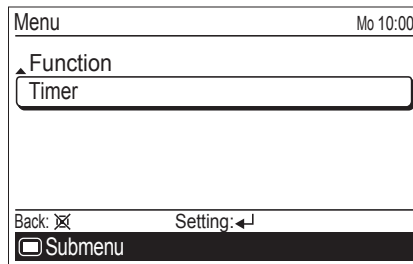 Menu Mo 10:00
Function
Timer
Back: Setting:
Submenu